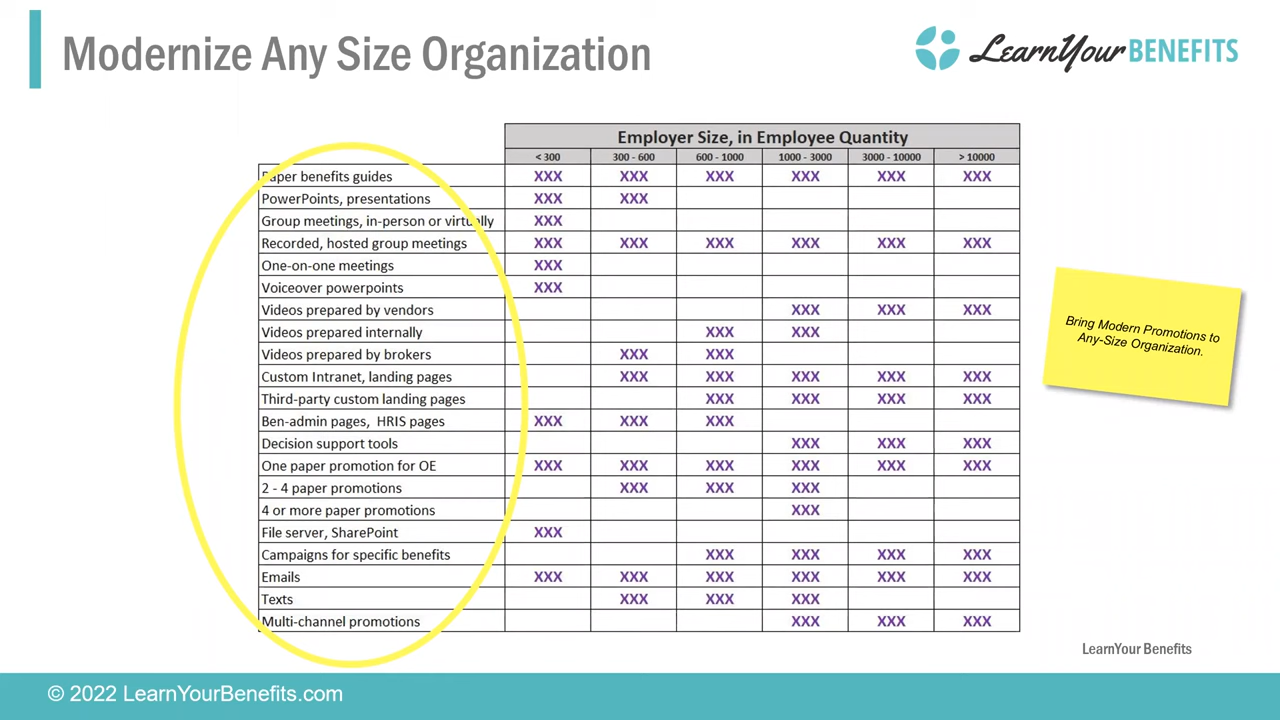 Modernize Any Size Organization
LearnYour BENEFITS
Employer Size, in Employee Quantity
< 300 300 - 600 600 - 1000 1000 - 3000 3000 - 10000 > 10000
Paper benefits guides XXX XXX XXX XXX XXX XXX
PowerPoints, presentations XXX XXX
Group meetings, in-person or virtually XXX
Recorded, hosted group meetings XXX XXX XXX XXX XXX XXX
One-on-one meetings XXX
Voiceover powerpoints XXX
Videos prepared by vendors XXX XXX XXX
Videos prepared internally XXX XXX
Videos prepared by brokers XXX XXX
Custom Intranet, landing pages XXX XXX XXX XXX XXX
Third-party custom landing pages XXX XXX XXX XXX
Ben-admin pages, HRIS pages XXX XXX XXX
Decision support tools XXX XXX XXX
One paper promotion for OE XXX XXX XXX XXX XXX XXX
2 - 4 paper promotions XXX XXX XXX
4 or more paper promotions XXX
File server, SharePoint XXX
Campaigns for specific benefits XXX XXX XXX XXX
Emails XXX XXX XXX XXX XXX XXX
Texts XXX XXX XXX
Multi-channel promotions XXX XXX XXX
Bring Modern Promotions to
Any-Size Organization.
LearnYour Benefits
© 2022 LearnYourBenefits.com